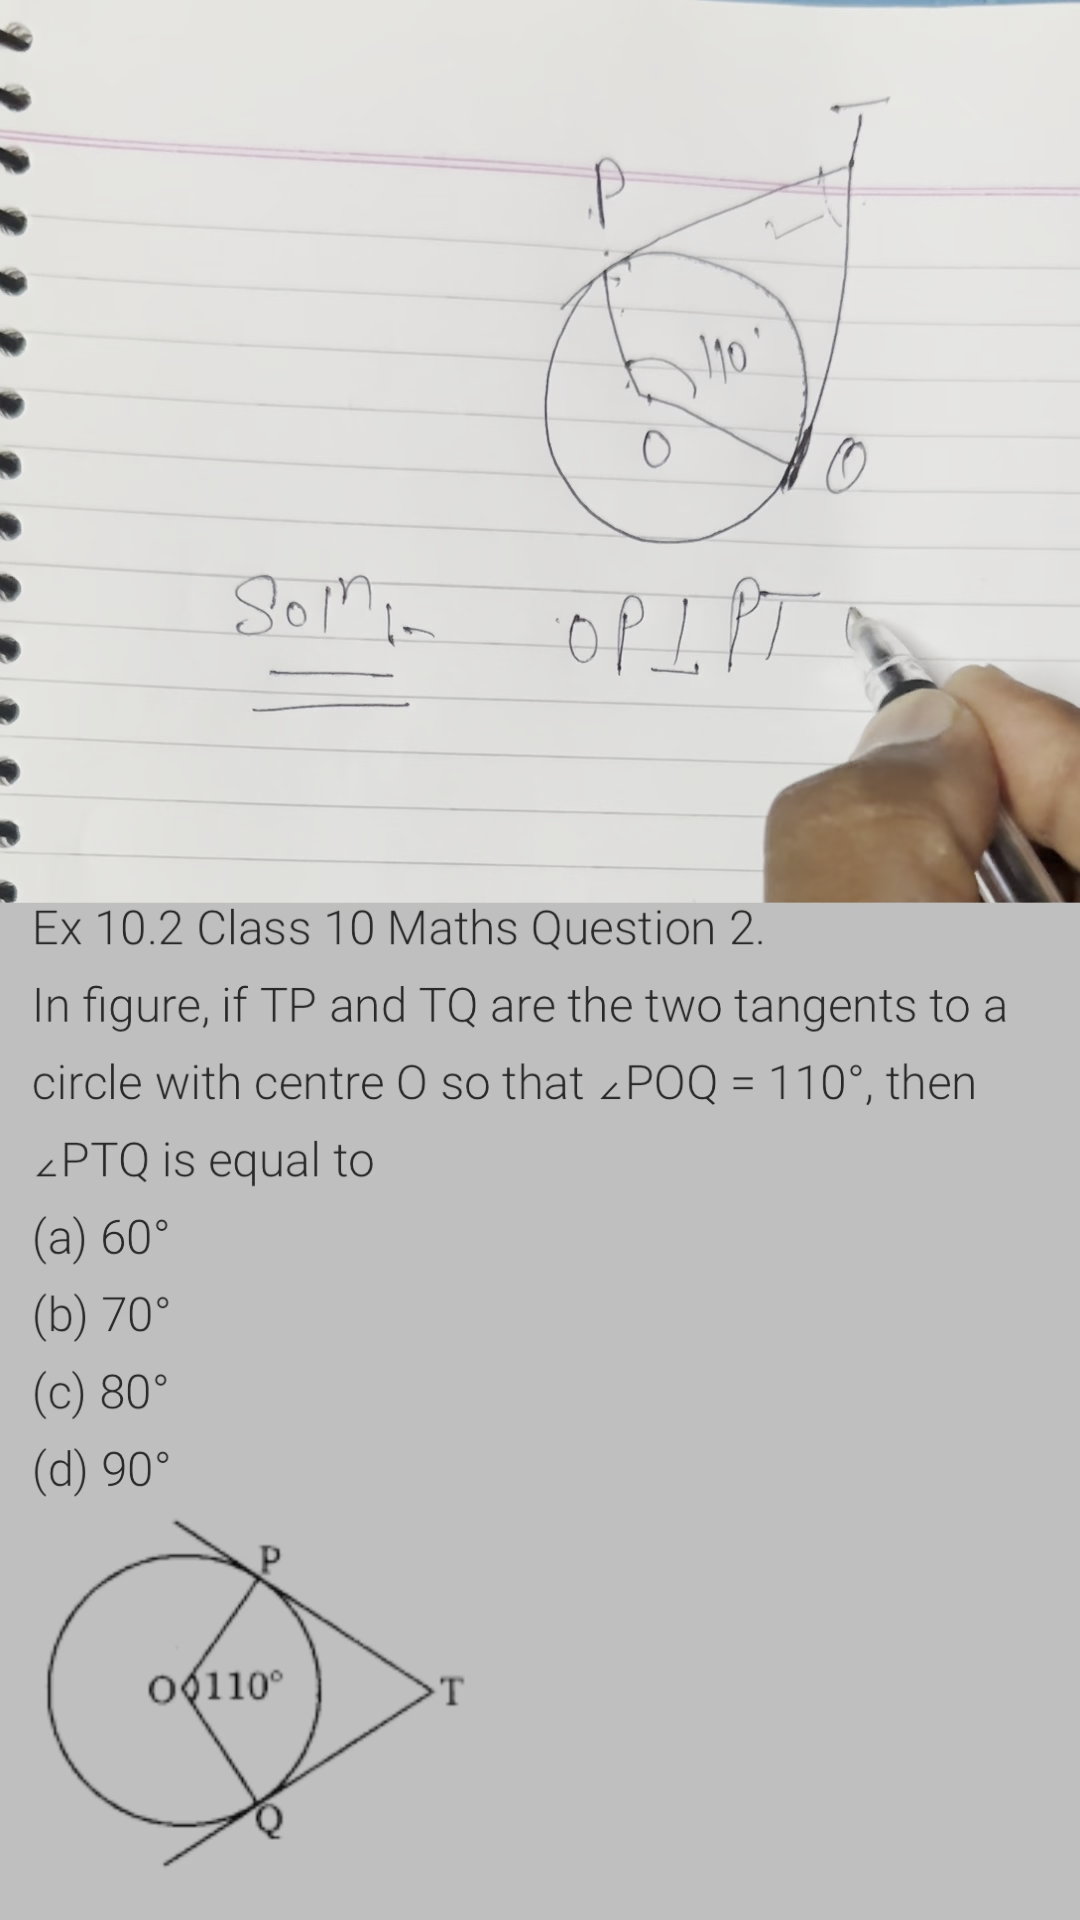 T
P
110°
O
Q
Solⁿ:-
OP⊥PT
Ex 10.2 Class 10 Maths Question 2.
In figure, if TP and TQ are the two tangents to a
circle with centre O so that ∠POQ = 110°, then
∠PTQ is equal to
(a) 60°
(b) 70°
(c) 80°
(d) 90°
P
O 110° T
Q